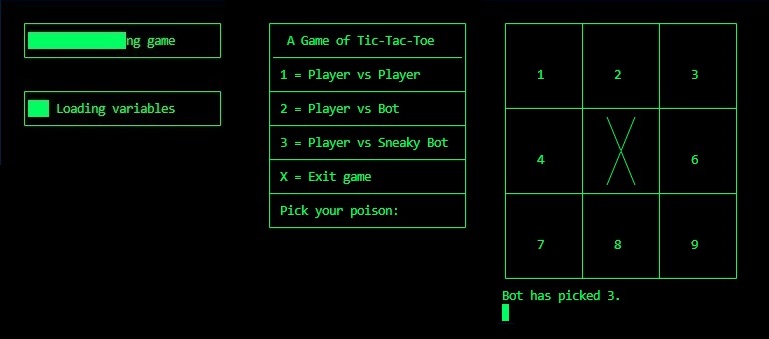 ng game
Loading variables
A Game of Tic-Tac-Toe
1 = Player vs Player
2 = Player vs Bot
3 = Player vs Sneaky Bot
X = Exit game
Pick your poison:
1 2 3
4 X 6
7 8 9
Bot has picked 3.